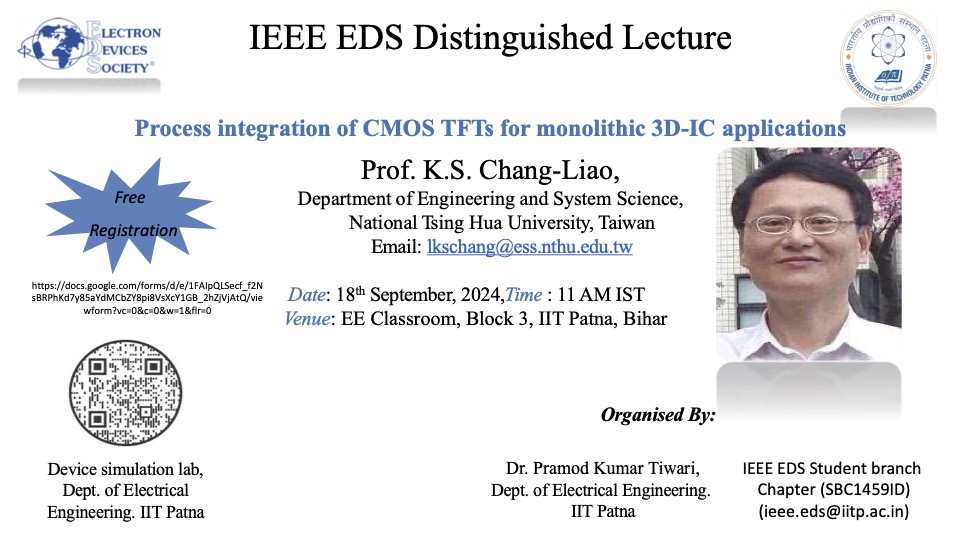 ELECTRON
DEVICES
SOCIETY®
IEEE EDS Distinguished Lecture
भारतीय प्रौद्योगिकी संस्थान पटना
INDIAN INSTITUTE OF TECHNOLOGY PATNA
Process integration of CMOS TFTs for monolithic 3D-IC applications
Free
Registration
Prof. K.S. Chang-Liao,
Department of Engineering and System Science,
National Tsing Hua University, Taiwan
Email: lkschang@ess.nthu.edu.tw
https://docs.google.com/forms/d/e/1FAIpQLSecf_f2N
sBRPhKd7y85aYdMCbZY8pi8VsXcY1GB_2hZjVjAtQ/vie
wform?vc=0&c=0&w=1&flr=0
Date: 18th September, 2024,Time : 11 AM IST
Venue: EE Classroom, Block 3, IIT Patna, Bihar
Organised By:
Device simulation lab,
Dept. of Electrical
Engineering. IIT Patna
Dr. Pramod Kumar Tiwari,
Dept. of Electrical Engineering.
IIT Patna
IEEE EDS Student branch
Chapter (SBC1459ID)
(ieee.eds@iitp.ac.in)